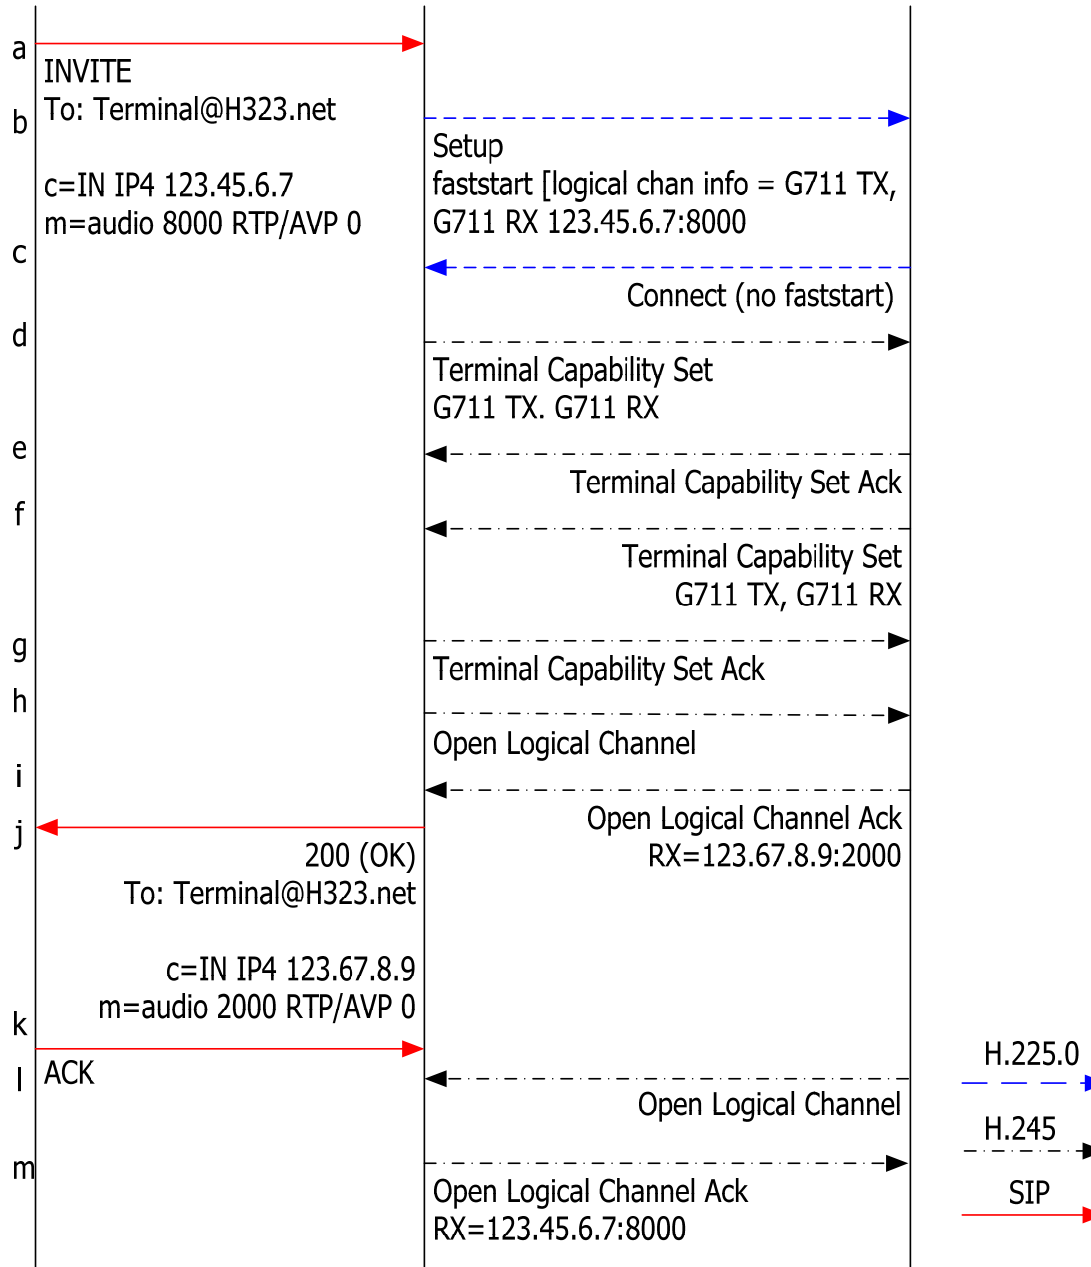 a
INVITE
To: Terminal@H323.net
b
Setup
c=IN IP4 123.45.6.7
faststart [logical chan info = G711 TX,
m=audio 8000 RTP/AVP 0
G711 RX 123.45.6.7:8000
c
Connect (no faststart)
d
Terminal Capability Set
G711 TX. G711 RX
e
Terminal Capability Set Ack
f
Terminal Capability Set
G711 TX, G711 RX
g
Terminal Capability Set Ack
h
Open Logical Channel
i
Open Logical Channel Ack
j
RX=123.67.8.9:2000
200 (OK)
To: Terminal@H323.net
c=IN IP4 123.67.8.9
m=audio 2000 RTP/AVP 0
k
ACK
l
Open Logical Channel
m
Open Logical Channel Ack
RX=123.45.6.7:8000
H.225.0
H.245
SIP